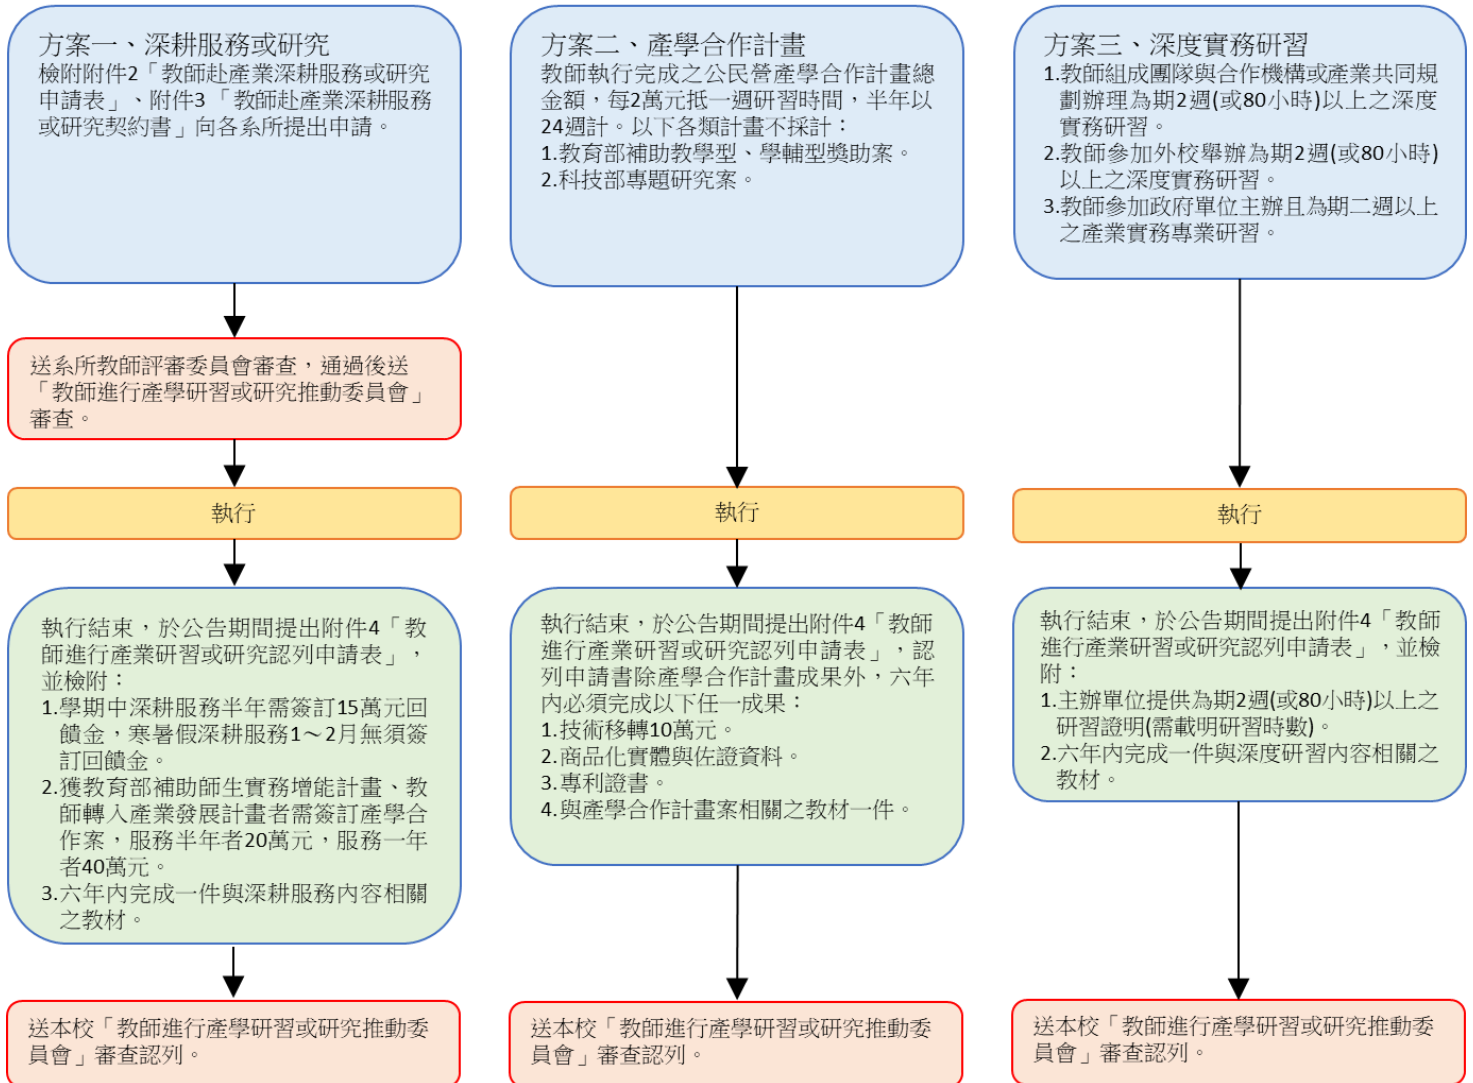 方案一、深耕服務或研究
檢附附件2「教師赴產業深耕服務或研究
申請表」、附件3「教師赴產業深耕服務
或研究契約書」向各系所提出申請。
送系所教師評審委員會審查，通過後送
「教師進行產學研習或研究推動委員會」
審查。
執行
執行結束，於公告期間提出附件4「教
師進行產業研習或研究認列申請表」，
並檢附：
1.學期中深耕服務半年需簽訂15萬元回
饋金，寒暑假深耕服務1～2月無須簽
訂回饋金。
2.獲教育部補助師生實務增能計畫、教
師轉入產業發展計畫者需簽訂產學合
作案，服務半年者20萬元，服務一年
者40萬元。
3.六年內完成一件與深耕服務內容相關
之教材。
送本校「教師進行產學研習或研究推動委
員會」審查認列。
方案二、產學合作計畫
教師執行完成之公民營產學合作計畫總
金額，每2萬元抵一週研習時間，半年以
24週計。以下各類計畫不採計：
1.教育部補助教學型、學輔型獎助案。
2.科技部專題研究案。
執行
執行結束，於公告期間提出附件4「教師
進行產業研習或研究認列申請表」，認
列申請書除產學合作計畫成果外，六年
內必須完成以下任一成果：
1.技術移轉10萬元。
2.商品化實體與佐證資料。
3.專利證書。
4.與產學合作計畫案相關之教材一件。
送本校「教師進行產學研習或研究推動委
員會」審查認列。
方案三、深度實務研習
1.教師組成團隊與合作機構或產業共同規
劃辦理為期2週(或80小時)以上之深度
實務研習。
2.教師參加外校舉辦為期2週(或80小時)
以上之深度實務研習。
3.教師參加政府單位主辦且為期二週以上
之產業實務專業研習。
執行
執行結束，於公告期間提出附件4「教師
進行產業研習或研究認列申請表」，並檢
附：
1.主辦單位提供為期2週(或80小時)以上之
研習證明(需載明研習時數)。
2.六年內完成一件與深度研習內容相關之
教材。
送本校「教師進行產學研習或研究推動委
員會」審查認列。